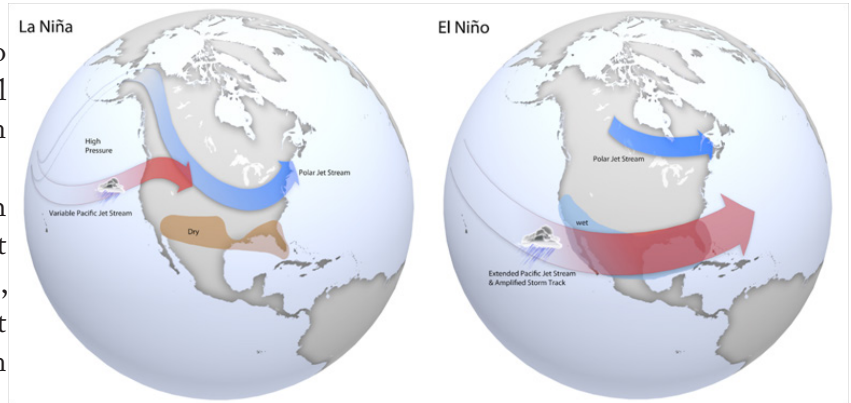 La Niña
High
Pressure
Polar Jet Stream
Variable Pacific Jet Stream
Dry
El Niño
Polar Jet Stream
wet
Extended Pacific Jet Stream
& Amplified Storm Track